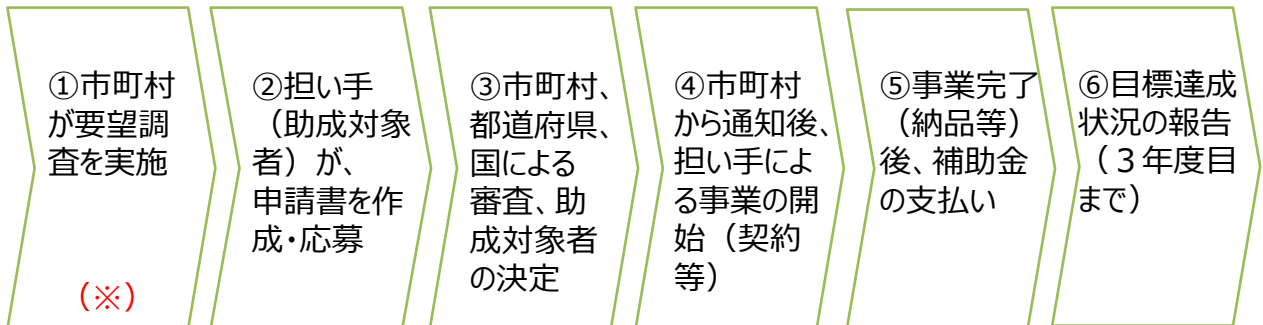 ①市町村
が要望調
査を実施
（※）
②担い手
（助成対象
者）が、
申請書を作
成・応募
③市町村、
都道府県、
国による
審査、助
成対象者
の決定
④市町村
から通知後、
担い手によ
る事業の開
始（契約
等）
⑤事業完了
（納品等）
後、補助金
の支払い
⑥目標達成
状況の報告
（３年度目
まで）